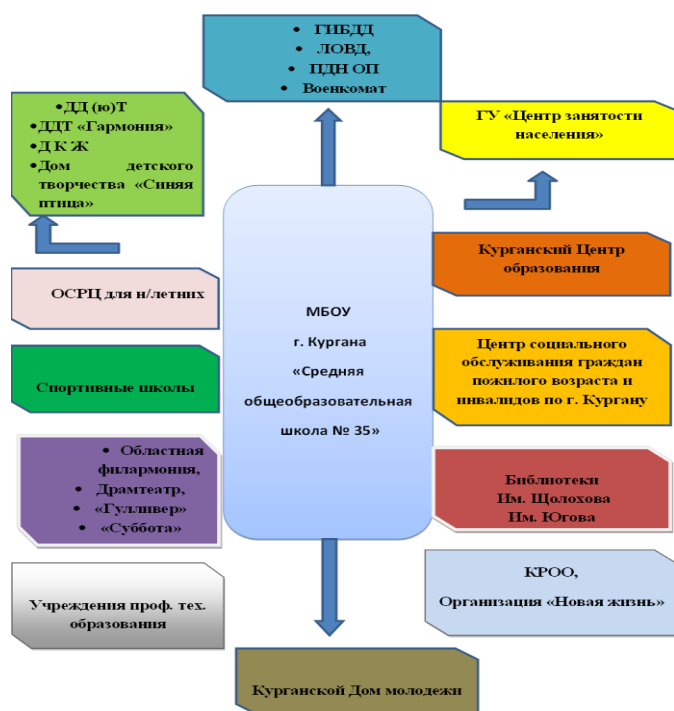 • ГИБДД
• ЛОВД,
• ПДН ОП
• Военкомат
• ДД (ю)Т
• ДДТ «Гармония»
• Д К Ж
• Дом детского
творчества «Синяя
птица»
ГУ «Центр занятости
населения»
ОСРЦ для н/летних
Спортивные школы
• Областная
филармония,
• Драмтеатр,
• «Гулливер»
• «Суббота»
Учреждения проф. тех.
образования
МБОУ
г. Кургана
«Средняя
общеобразовательная
школа № 35»
Курганский Центр
образования
Центр социального
обслуживания граждан
пожилого возраста и
инвалидов по г. Кургану
Библиотеки
Им. Щолохова
Им. Югова
КРОО,
Организация «Новая жизнь»
Курганской Дом молодежи